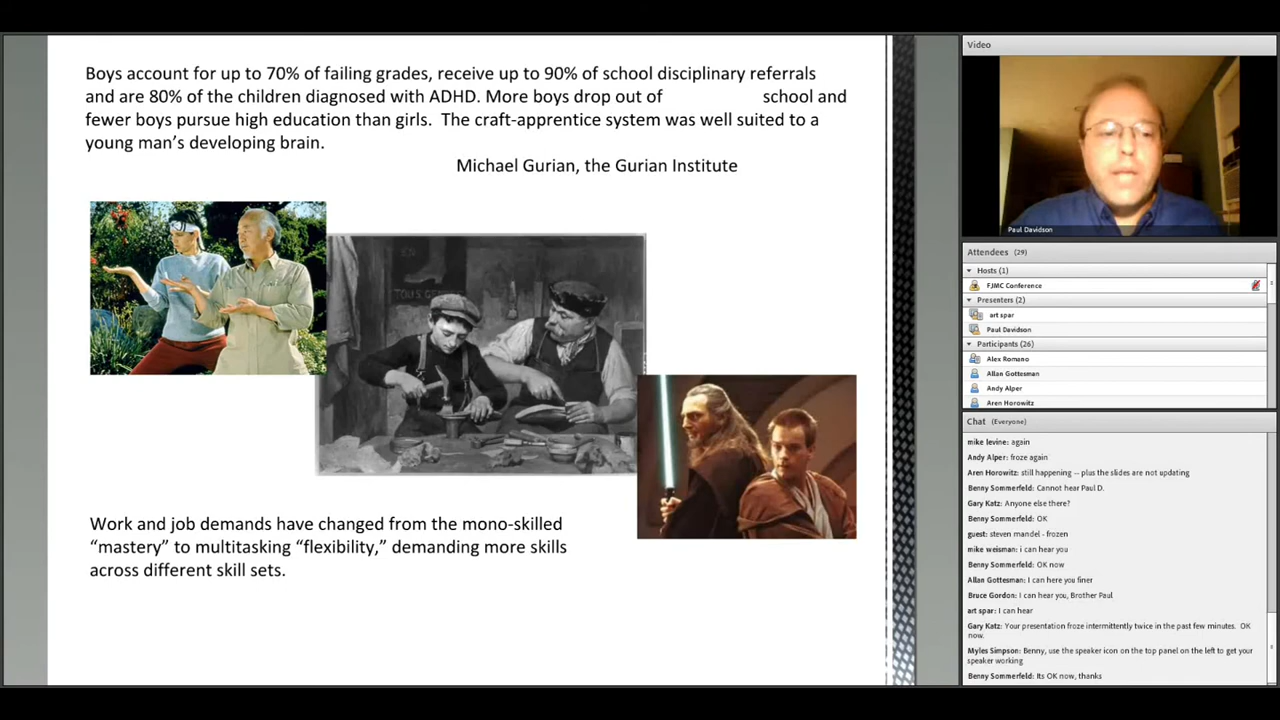 Boys account for up to 70% of failing grades, receive up to 90% of school disciplinary referrals
and are 80% of the children diagnosed with ADHD. More boys drop out of school and
fewer boys pursue high education than girls. The craft-apprentice system was well suited to a
young man's developing brain.
Michael Gurian, the Gurian Institute
Work and job demands have changed from the mono-skilled
“mastery” to multitasking “flexibility,” demanding more skills
across different skill sets.
Video
Paul Davidson
Attendees (29)
Hosts (1)
FJMC Conference
Presenters (2)
art spar
Paul Davidson
Participants (26)
Alex Romano
Allan Gottesman
Andy Alper
Aren Horowitz
Chat (Everyone)
mike levine: again
Andy Alper: froze again
Aren Horowitz: still happening -- plus the slides are not updating
Benny Sommerfeld: Cannot hear Paul D.
Gary Katz: Anyone else there?
Benny Sommerfeld: OK
guest: steven mandel - frozen
mike weisman: i can hear you
Benny Sommerfeld: OK now
Allan Gottesman: I can here you finer
Bruce Gordon: I can hear you, Brother Paul
art spar: I can hear
Gary Katz: Your presentation froze intermittently twice in the past few minutes. OK
now.
Myles Simpson: Benny, use the speaker icon on the top panel on the left to get your
speaker working
Benny Sommerfeld: Its OK now, thanks